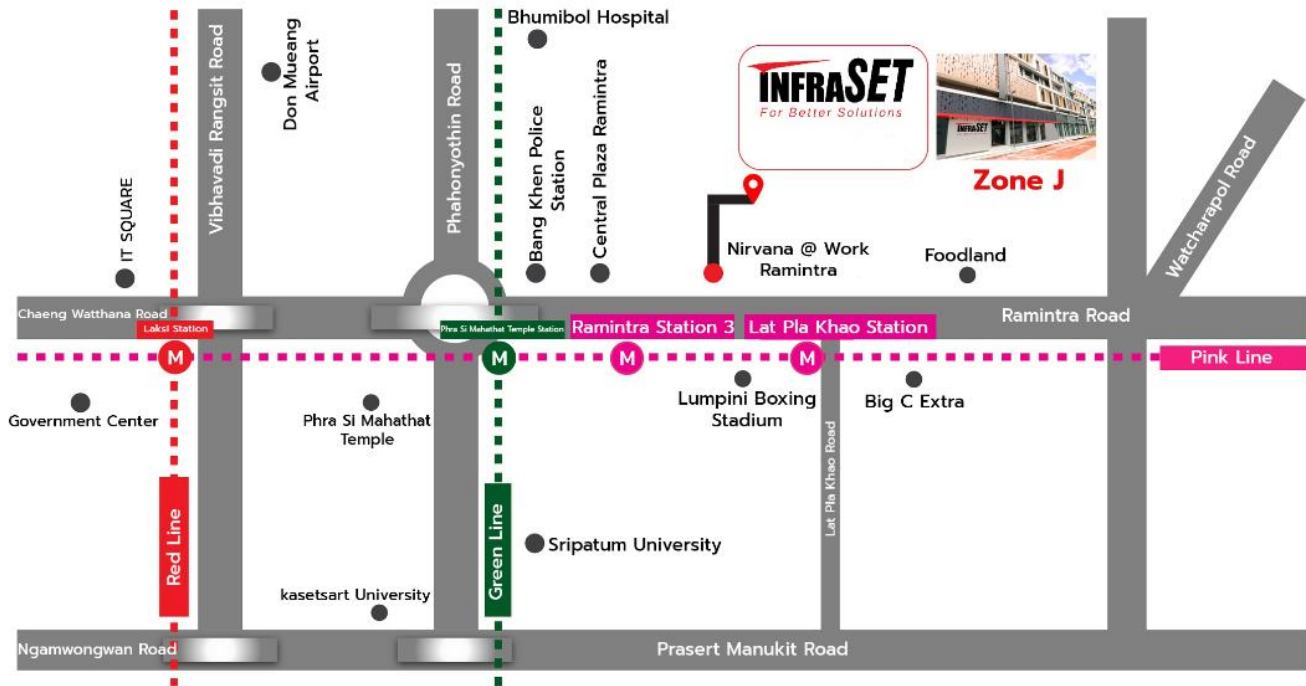 Bhumibol Hospital
Don Mueang
Airport
Vibhavadi Rangsit Road
Phahonyothin Road
INFRASET
For Better Solutions
INFRASET
Zone J
IT SQUARE
Bang Khen Police
Station
Central Plaza Ramintra
Nirvana @ Work
Ramintra
Foodland
Watcharapol Road
Chaeng Watthana Road
Ramintra Road
Laksi Station
Phra Si Mahathat Temple Station
Ramintra Station 3
Lat Pla Khao Station
M
M
M
M
Pink Line
Government Center
Phra Si Mahathat
Temple
Lumpini Boxing
Stadium
Big C Extra
Lat Pla Khao Road
Red Line
Green Line
Sripatum University
kasetsart University
Ngamwongwan Road
Prasert Manukit Road